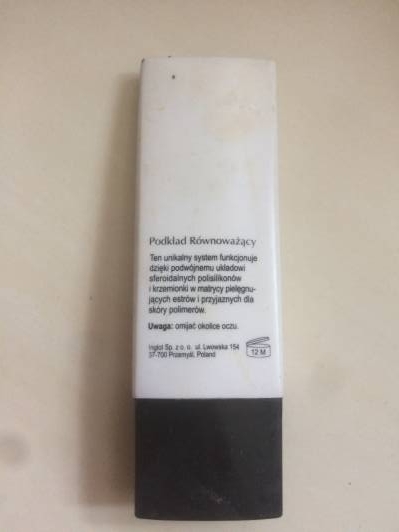 Podkład Równoważący
Ten unikalny system funkcjonuje
dzięki podwójnemu układowi
sferoidalnych polisilikonów
i krzemionki w matrycy pielęgnu-
jących estrów i przyjaznych dla
skóry polimerów.
Uwaga: omijać okolice oczu.
Inglot Sp. z o. o. ul. Lwowska 154
37-700 Przemyśl, Poland
12 M